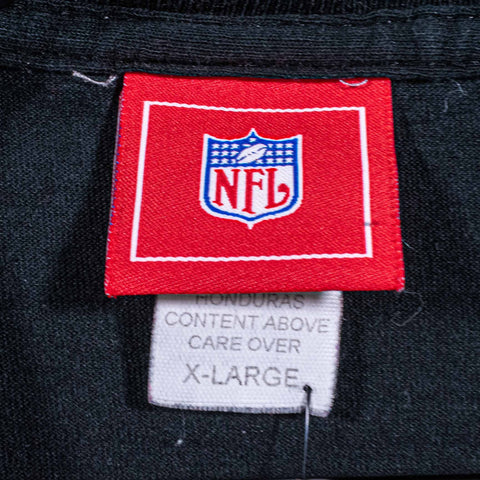 NFL
HONDURAS
CONTENT ABOVE
CARE OVER
X-LARGE